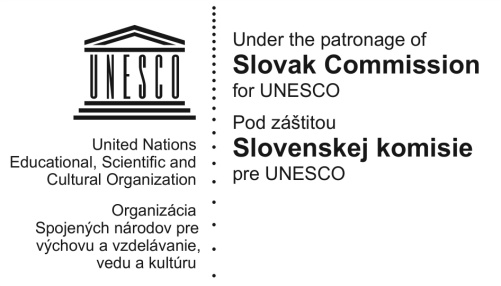 UNESCO
United Nations
Educational, Scientific and
Cultural Organization
Organizácia
Spojených národov pre
výchovu a vzdelávanie,
vedu a kultúru
Under the patronage of
Slovak Commission
for UNESCO
Pod záštitou
Slovenskej komisie
pre UNESCO